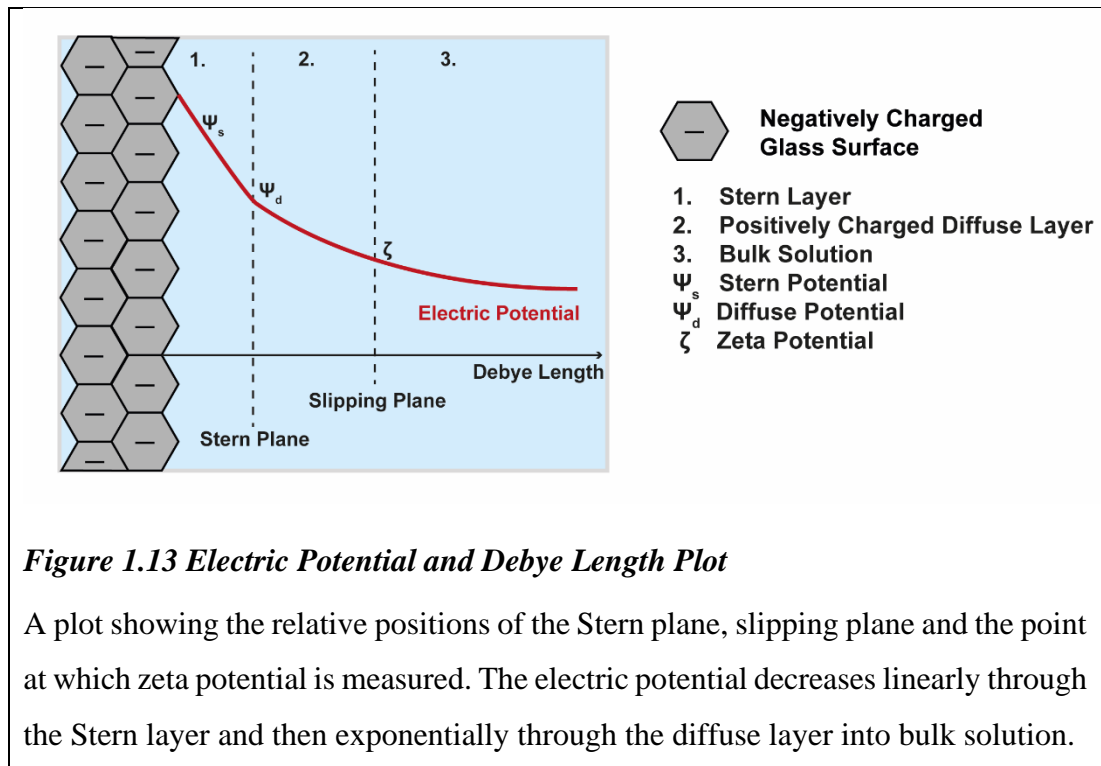 1.
2.
3.
Ψs
Ψd
ζ
Electric Potential
Debye Length
Slipping Plane
Stern Plane
Negatively Charged
Glass Surface
1. Stern Layer
2. Positively Charged Diffuse Layer
3. Bulk Solution
Ψs Stern Potential
Ψd Diffuse Potential
ζ Zeta Potential
Figure 1.13 Electric Potential and Debye Length Plot
A plot showing the relative positions of the Stern plane, slipping plane and the point
at which zeta potential is measured. The electric potential decreases linearly through
the Stern layer and then exponentially through the diffuse layer into bulk solution.